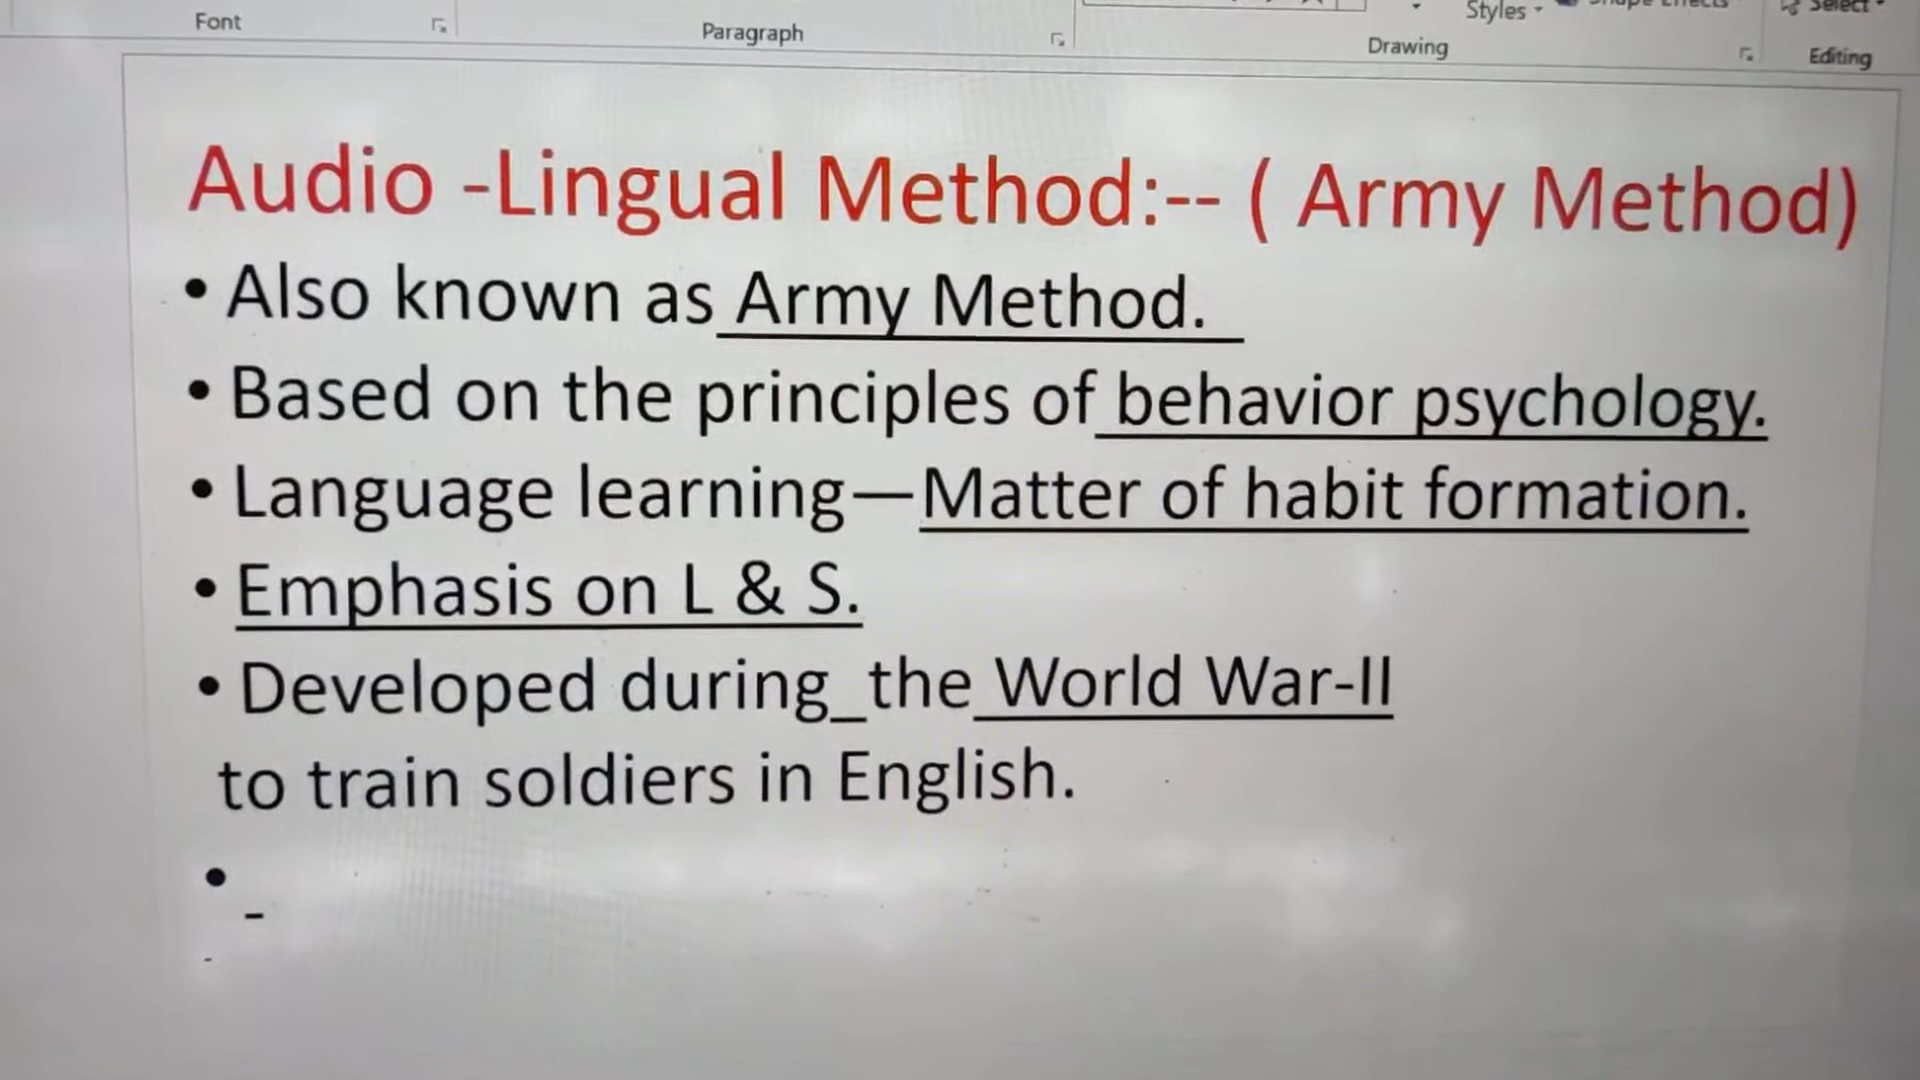 Font
Paragraph
Styles
Drawing
Editing
Audio -Lingual Method:-- ( Army Method)
• Also known as Army Method.
• Based on the principles of behavior psychology.
• Language learning—Matter of habit formation.
• Emphasis on L & S.
• Developed during_the World War-II
to train soldiers in English.
• -
-